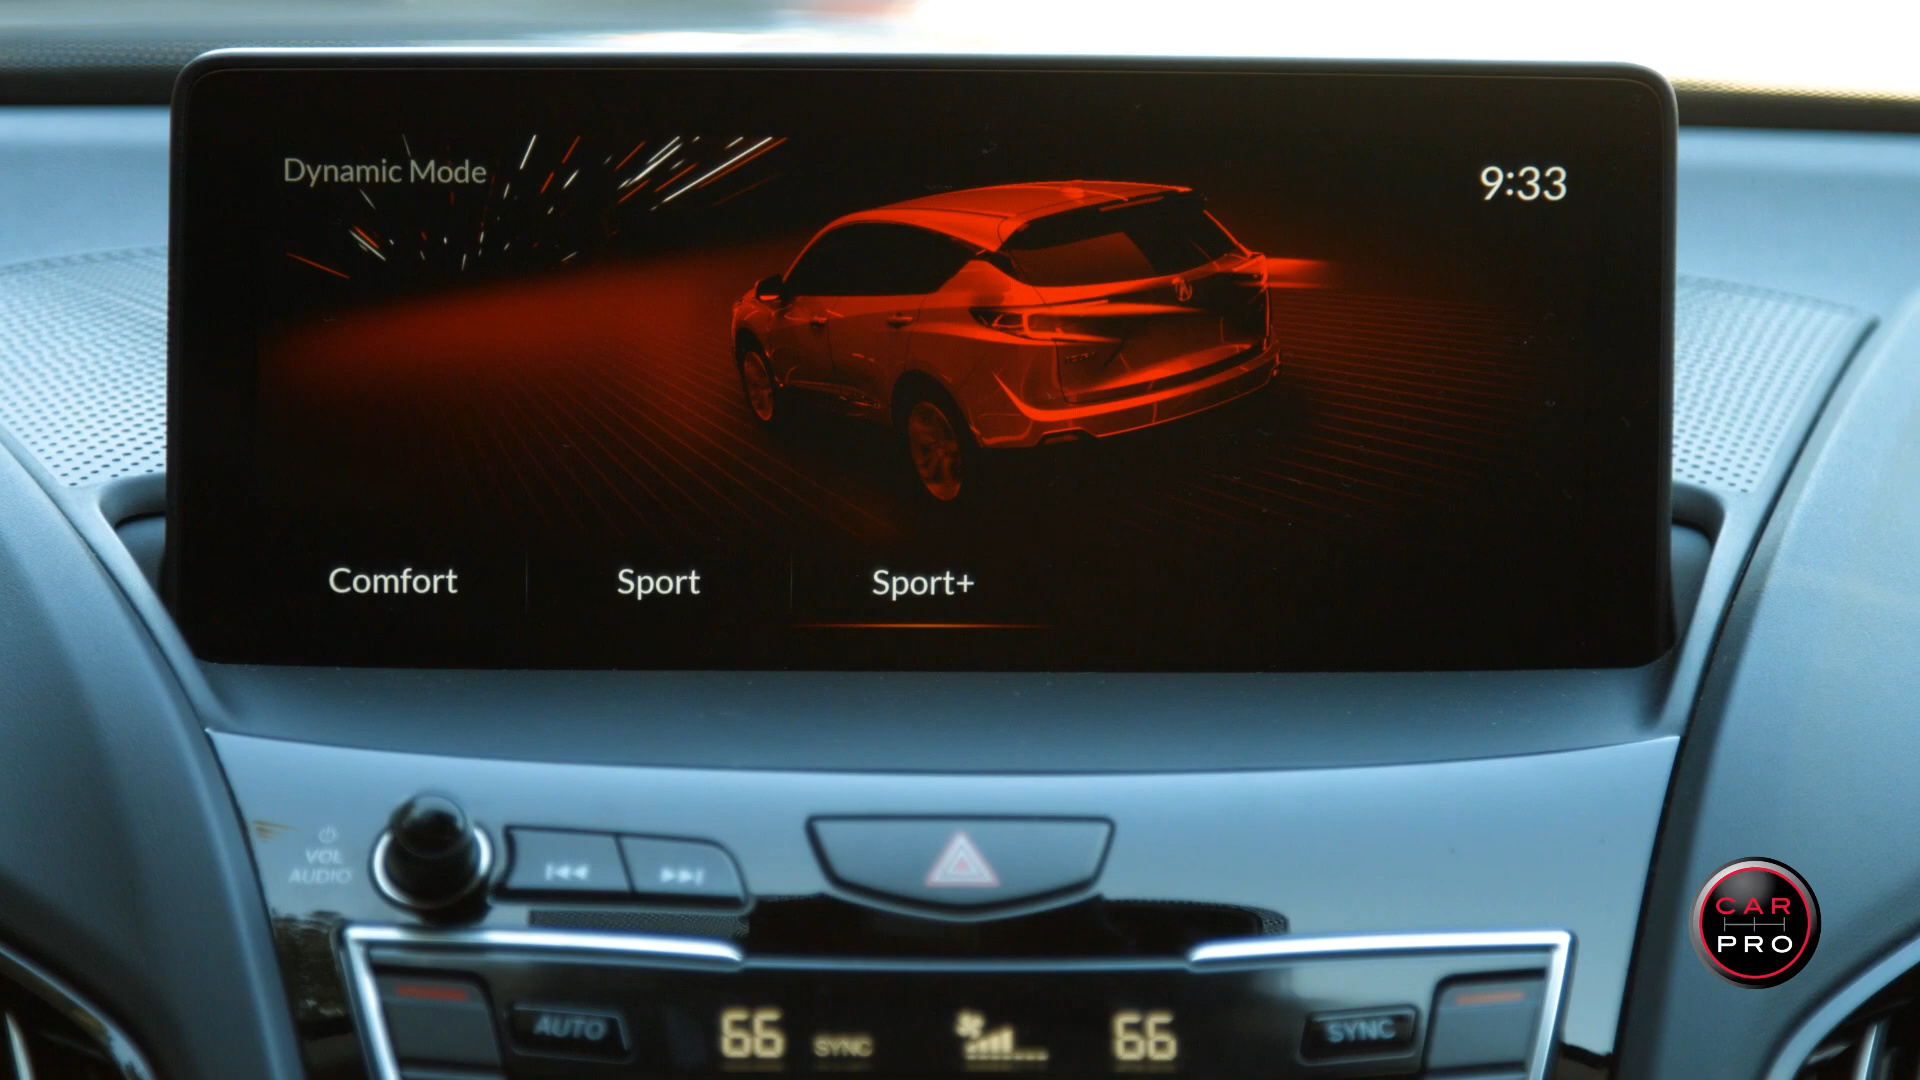 Dynamic Mode
9:33
Comfort
Sport
Sport+
VOL
AUDIO
CAR
PRO
AUTO
66
SYNC
66
SYNC